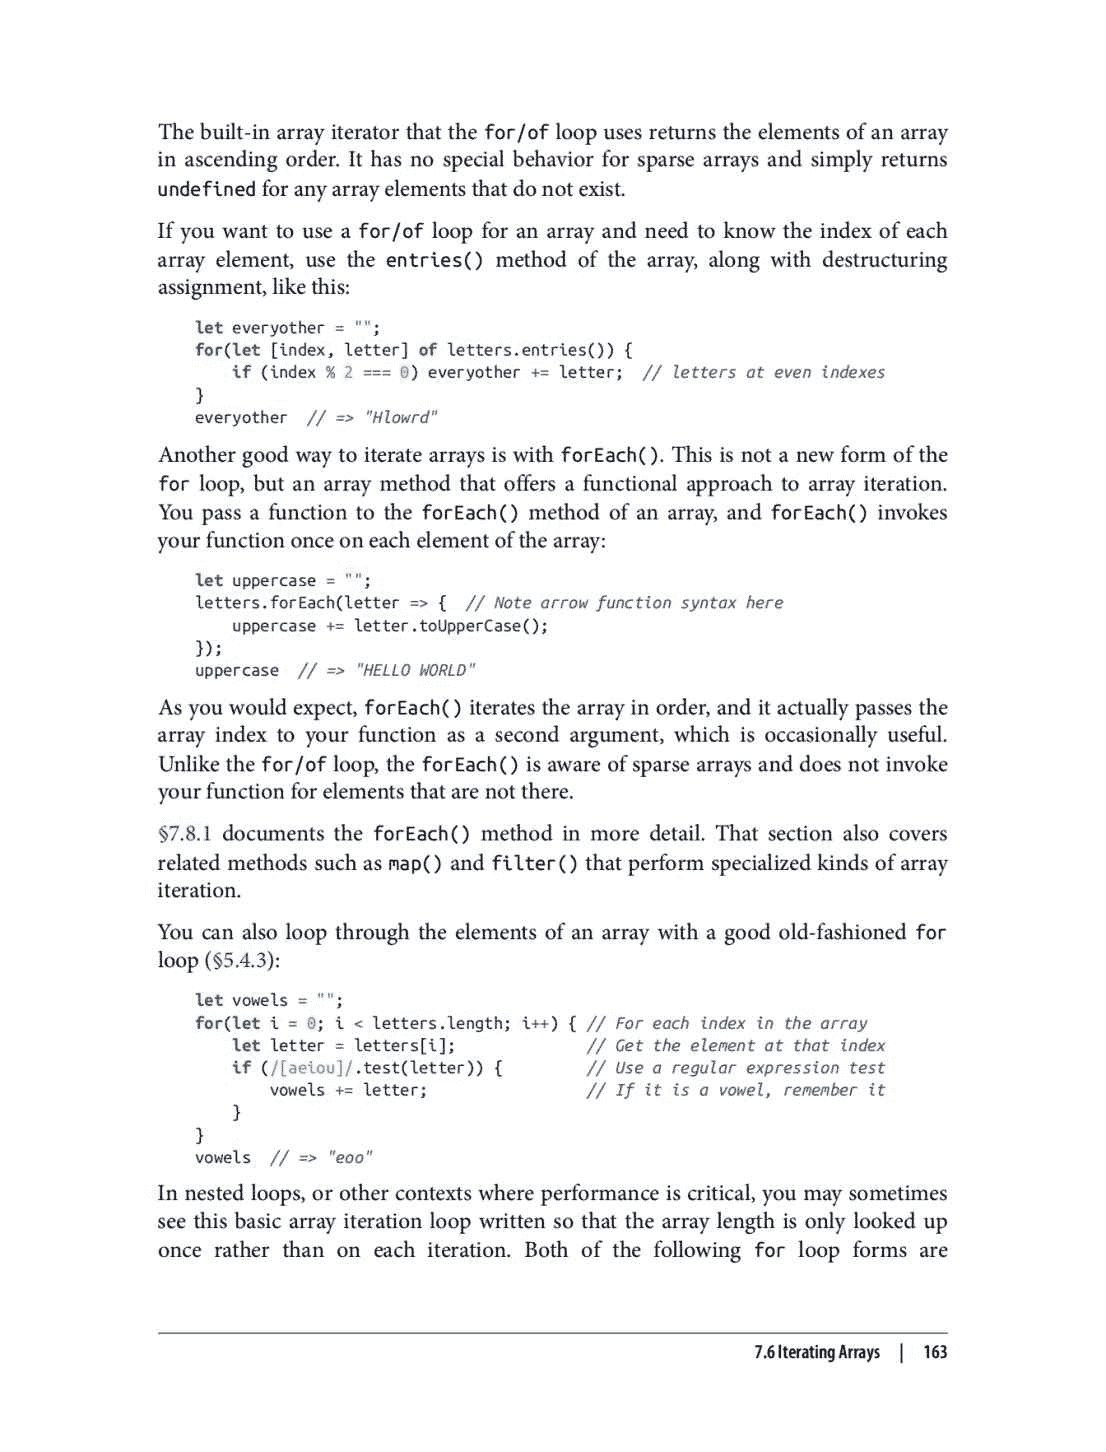 The built-in array iterator that the for/of loop uses returns the elements of an array
in ascending order. It has no special behavior for sparse arrays and simply returns
undefined for any array elements that do not exist.
If you want to use a for/of loop for an array and need to know the index of each
array element, use the entries() method of the array, along with destructuring
assignment, like this:
let everyother = "";
for(let [index, letter] of letters.entries()) {
    if (index % 2 === 0) everyother += letter;  // letters at even indexes
}
everyother  // => "Hlowrd"
Another good way to iterate arrays is with forEach(). This is not a new form of the
for loop, but an array method that offers a functional approach to array iteration.
You pass a function to the forEach() method of an array, and forEach() invokes
your function once on each element of the array:
let uppercase = "";
letters.forEach(letter => {  // Note arrow function syntax here
    uppercase += letter.toUpperCase();
});
uppercase  // => "HELLO WORLD"
As you would expect, forEach() iterates the array in order, and it actually passes the
array index to your function as a second argument, which is occasionally useful.
Unlike the for/of loop, the forEach() is aware of sparse arrays and does not invoke
your function for elements that are not there.
§7.8.1 documents the forEach() method in more detail. That section also covers
related methods such as map() and filter() that perform specialized kinds of array
iteration.
You can also loop through the elements of an array with a good old-fashioned for
loop (§5.4.3):
let vowels = "";
for(let i = 0; i < letters.length; i++) { // For each index in the array
    let letter = letters[i];              // Get the element at that index
    if (/[aeiou]/.test(letter)) {         // Use a regular expression test
        vowels += letter;                 // If it is a vowel, remember it
    }
}
vowels  // => "eoo"
In nested loops, or other contexts where performance is critical, you may sometimes
see this basic array iteration loop written so that the array length is only looked up
once rather than on each iteration. Both of the following for loop forms are
7.6 Iterating Arrays | 163